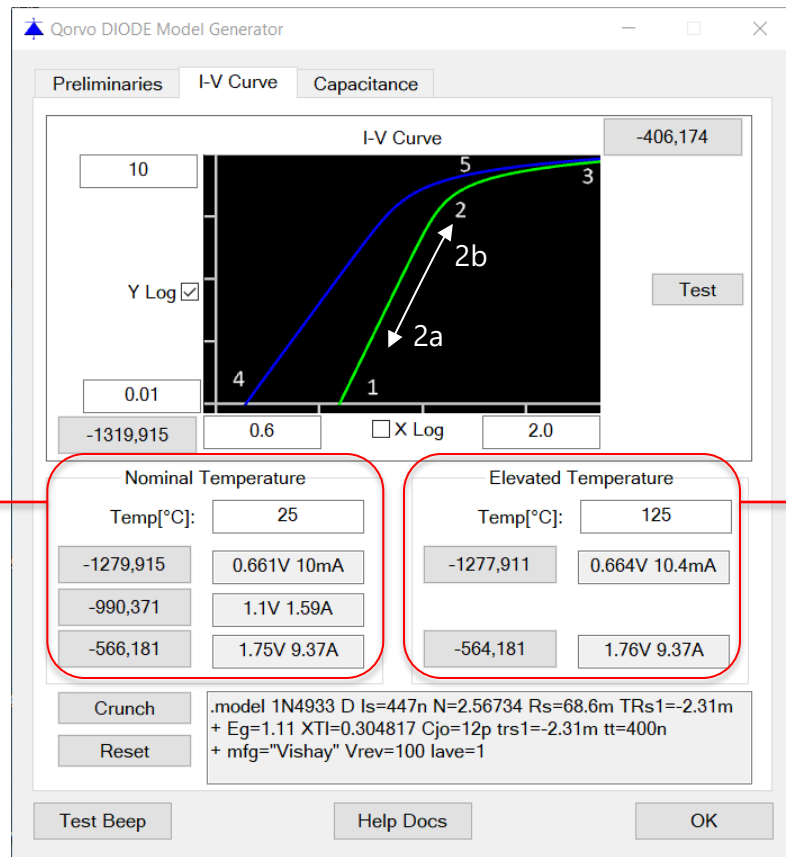 Qorvo DIODE Model Generator
Preliminaries I-V Curve Capacitance
I-V Curve
-406,174
10
5
3
2
2b
Y Log
Test
2a
4
1
0.01
-1319,915
0.6
X Log
2.0
Nominal Temperature
Temp[°C]: 25
-1279,915 0.661V 10mA
-990,371 1.1V 1.59A
-566,181 1.75V 9.37A
Elevated Temperature
Temp[°C]: 125
-1277,911 0.664V 10.4mA
-564,181 1.76V 9.37A
Crunch
Reset
.model 1N4933 D Is=447n N=2.56734 Rs=68.6m TRs1=-2.31m
+ Eg=1.11 XTI=0.304817 Cjo=12p trs1=-2.31m tt=400n
+ mfg="Vishay" Vrev=100 Iave=1
Test Beep Help Docs OK